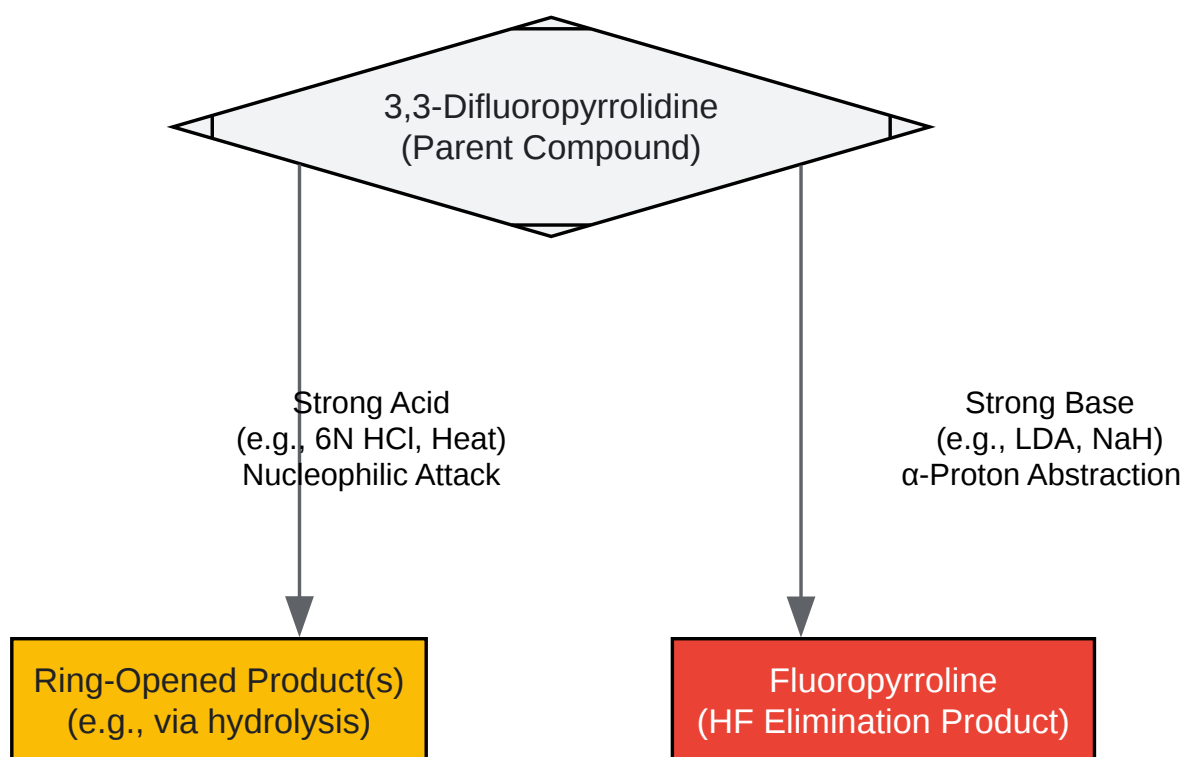 3,3-Difluoropyrrolidine
(Parent Compound)
Strong Acid
(e.g., 6N HCl, Heat)
Nucleophilic Attack
Strong Base
(e.g., LDA, NaH)
α-Proton Abstraction
Ring-Opened Product(s)
(e.g., via hydrolysis)
Fluoropyrroline
(HF Elimination Product)